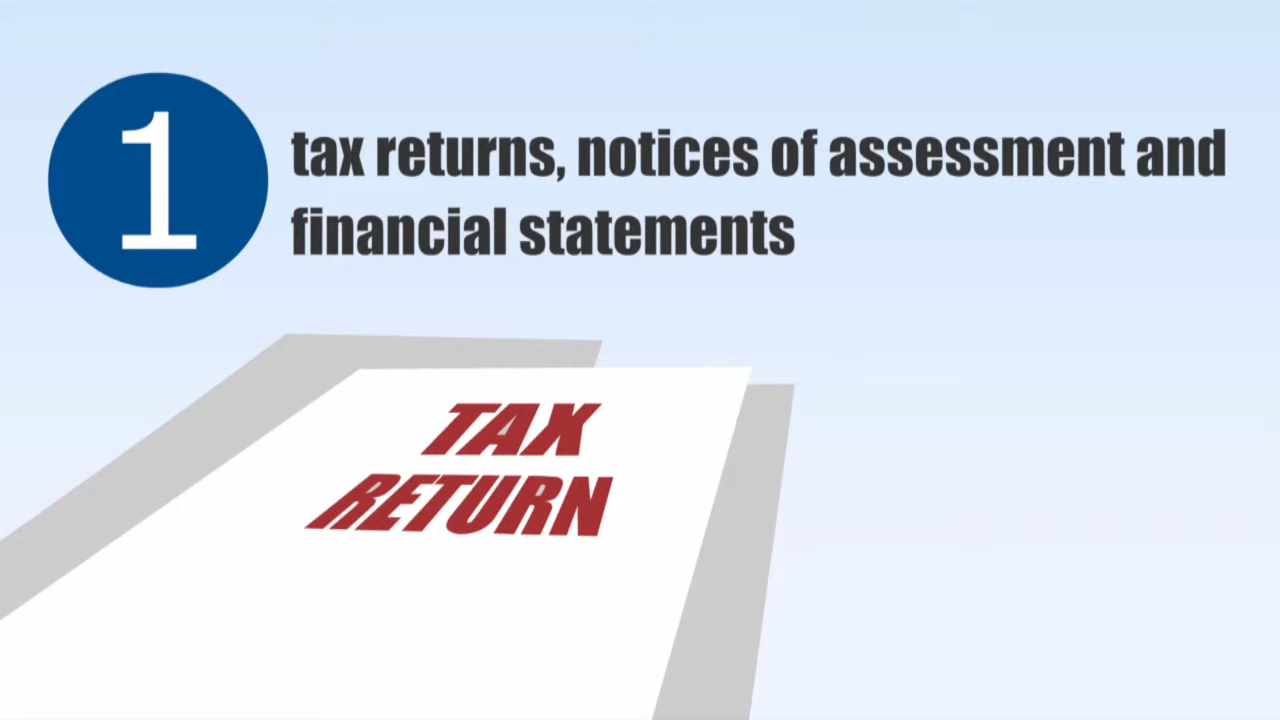 1
tax returns, notices of assessment and
financial statements
TAX
RETURN